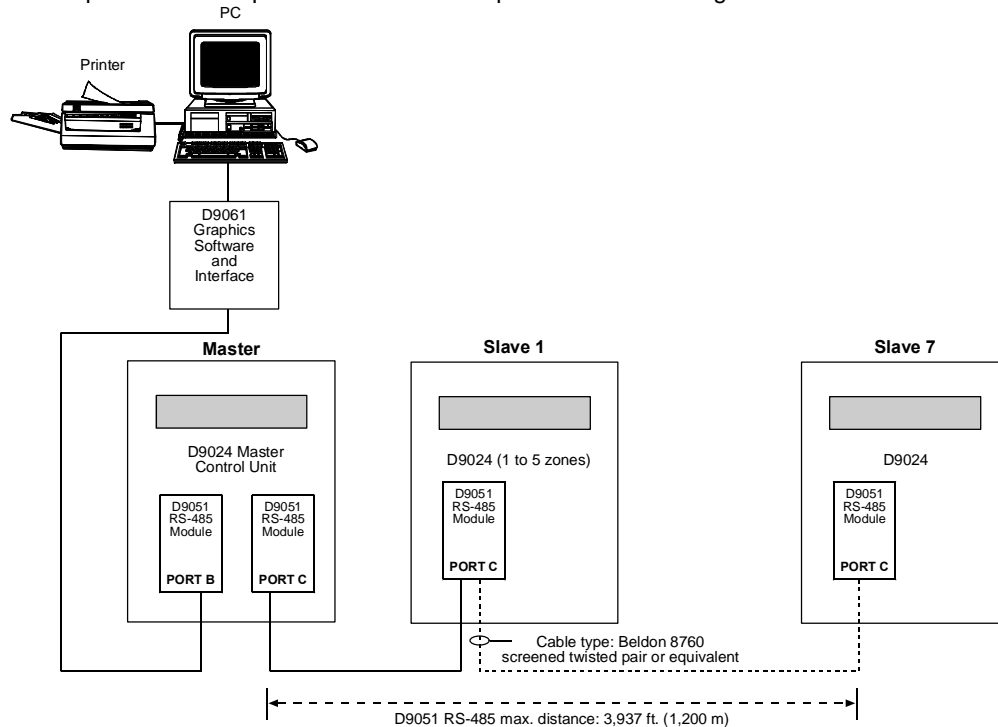 PC
Printer
D9061
Graphics
Software
and
Interface
Master
Slave 1
Slave 7
D9024 Master
Control Unit
D9024 (1 to 5 zones)
D9024
D9051
RS-485
Module
PORT B
D9051
RS-485
Module
PORT C
D9051
RS-485
Module
PORT C
D9051
RS-485
Module
PORT C
Cable type: Beldon 8760
screened twisted pair or equivalent
D9051 RS-485 max. distance: 3,937 ft. (1,200 m)